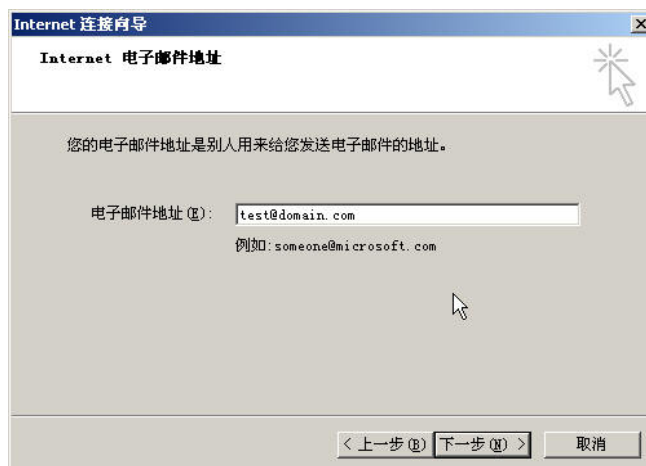 Internet 连接向导
Internet 电子邮件地址
您的电子邮件地址是别人用来给您发送电子邮件的地址。
电子邮件地址(E): test@domain.com
例如:someone@microsoft.com
< 上一步(B) 下一步(N) > 取消